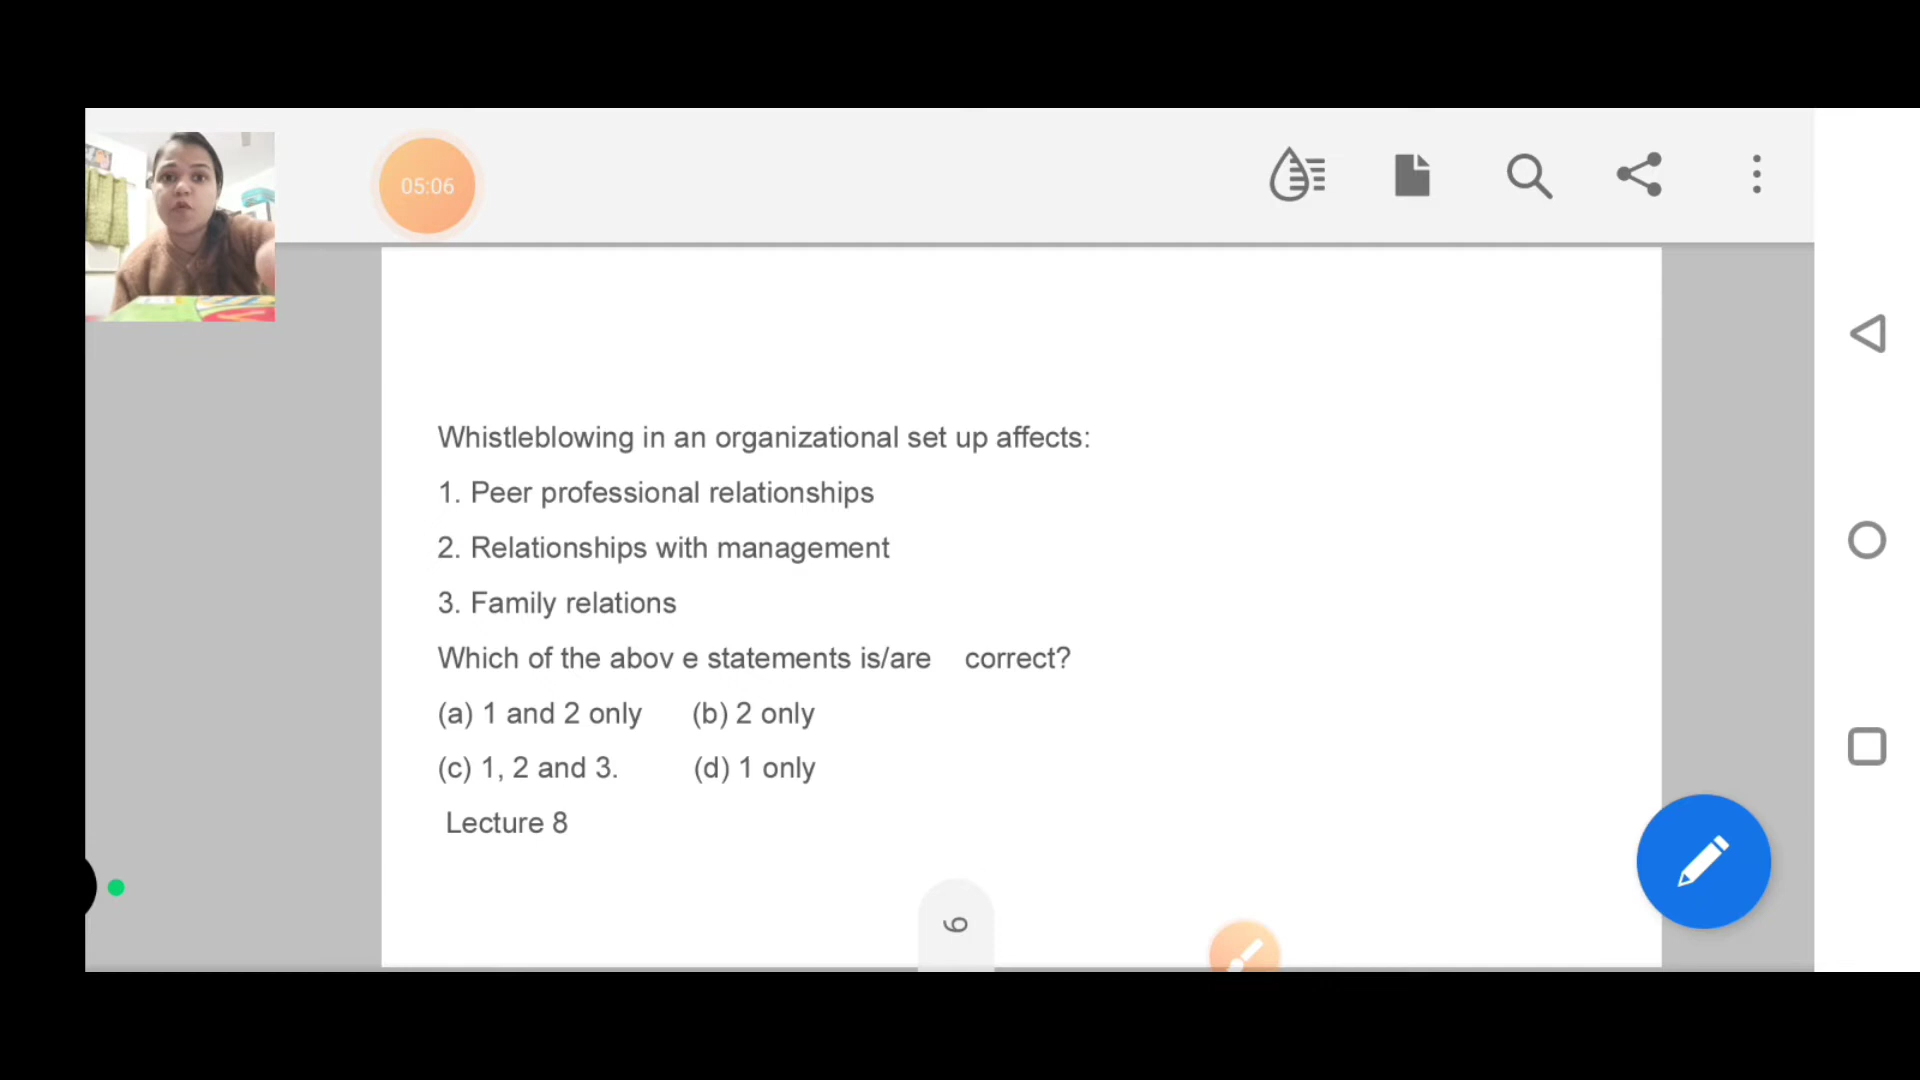 05:06
Whistleblowing in an organizational set up affects:
1. Peer professional relationships
2. Relationships with management
3. Family relations
Which of the abov e statements is/are correct?
(a) 1 and 2 only (b) 2 only
(c) 1, 2 and 3. (d) 1 only
Lecture 8
9